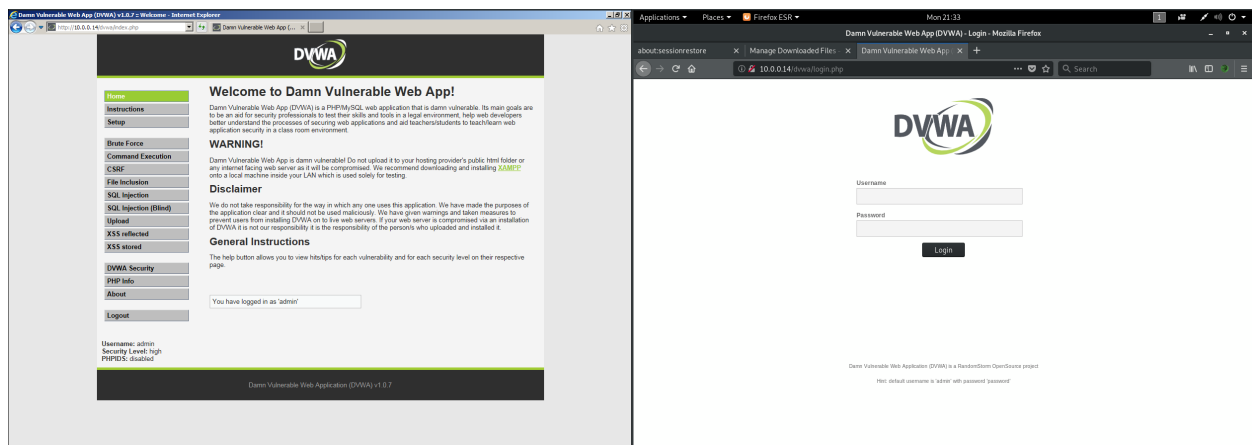 Damn Vulnerable Web App (DVWA) v1.0.7 :: Welcome - Internet Explorer
http://10.0.0.14/dvwa/index.php
Damn Vulnerable Web App (...
DVWA
Home
Instructions
Setup
Brute Force
Command Execution
CSRF
File Inclusion
SQL Injection
SQL Injection (Blind)
Upload
XSS reflected
XSS stored
DVWA Security
PHP Info
About
Logout
Welcome to Damn Vulnerable Web App!
Damn Vulnerable Web App (DVWA) is a PHP/MySQL web application that is damn vulnerable. Its main goals are
to be an aid for security professionals to test their skills and tools in a legal environment, help web developers
better understand the processes of securing web applications and aid teachers/students to teach/learn web
application security in a class room environment.
WARNING!
Damn Vulnerable Web App is damn vulnerable! Do not upload it to your hosting provider's public html folder or
any internet facing web server as it will be compromised. We recommend downloading and installing XAMPP
onto a local machine inside your LAN which is used solely for testing.
Disclaimer
We do not take responsibility for the way in which any one uses this application. We have made the purposes of
the application clear and it should not be used maliciously. We have given warnings and taken measures to
prevent users from installing DVWA on to live web servers. If your web server is compromised via an installation
of DVWA it is not our responsibility it is the responsibility of the person/s who uploaded and installed it.
General Instructions
The help button allows you to view hits/tips for each vulnerability and for each security level on their respective
page.
You have logged in as 'admin'
Username: admin
Security Level: high
PHPIDS: disabled
Damn Vulnerable Web Application (DVWA) v1.0.7
Applications Places Firefox ESR Mon 21:33 1
Damn Vulnerable Web App (DVWA) - Login - Mozilla Firefox
about:sessionrestore
Manage Downloaded Files
Damn Vulnerable Web App
10.0.0.14/dvwa/login.php
Search
DVWA
Username
Password
Login
Damn Vulnerable Web Application (DVWA) is a RandomStorm OpenSource project
Hint: default username is 'admin' with password 'password'